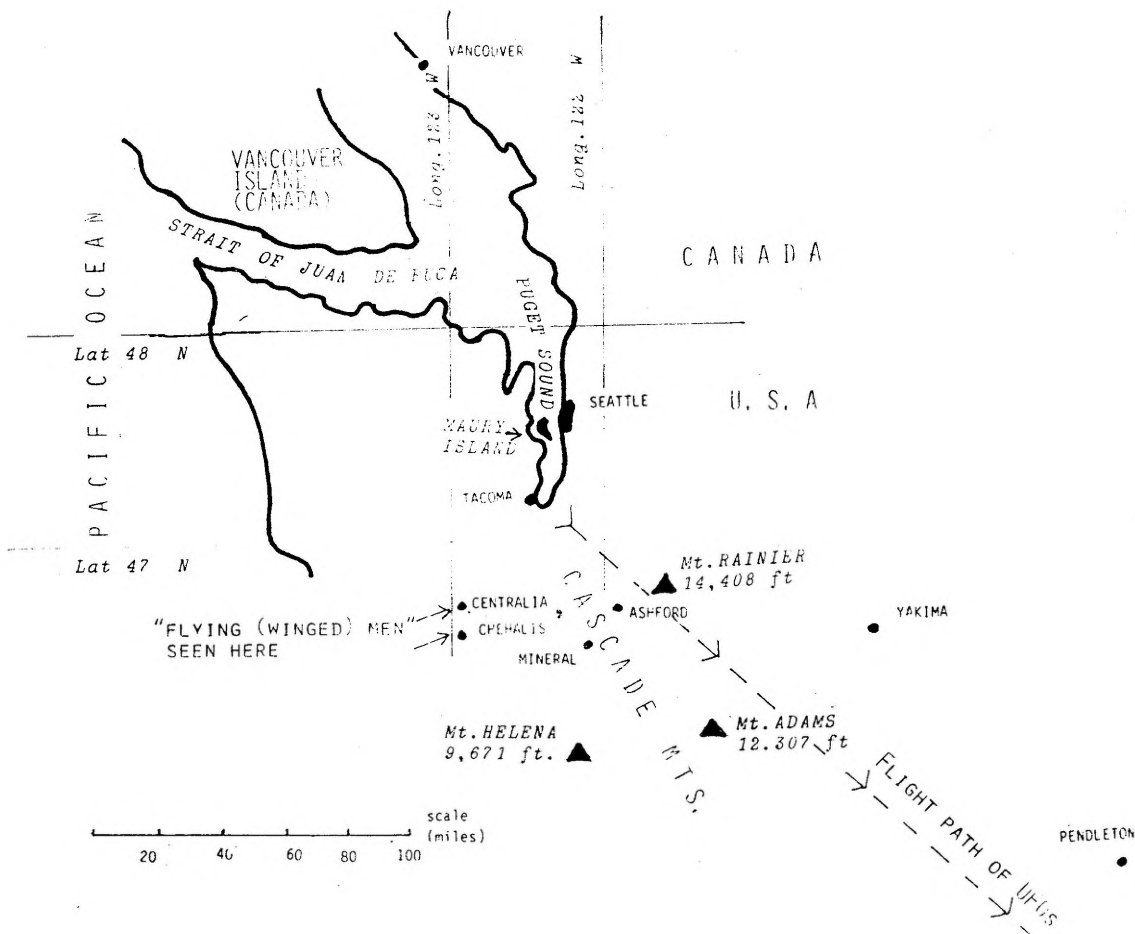 VANCOUVER
Long. 123 W
Long. 122 W
VANCOUVER
ISLAND
(CANADA)
STRAIT OF JUAN DE FUCA
PACIFIC OCEAN
CANADA
PUGET SOUND
Lat 48 N
SEATTLE
U. S. A
MAURY
ISLAND
TACOMA
Lat 47 N
Mt. RAINIER
14,408 ft
CENTRALIA
ASHFORD
YAKIMA
"FLYING (WINGED) MEN"
SEEN HERE
CHEHALIS
MINERAL
CASCADE MTS.
Mt. HELENA
9,671 ft.
Mt. ADAMS
12.307 ft
FLIGHT PATH OF UFOS
scale
(miles)
20 40 60 80 100
PENDLETON